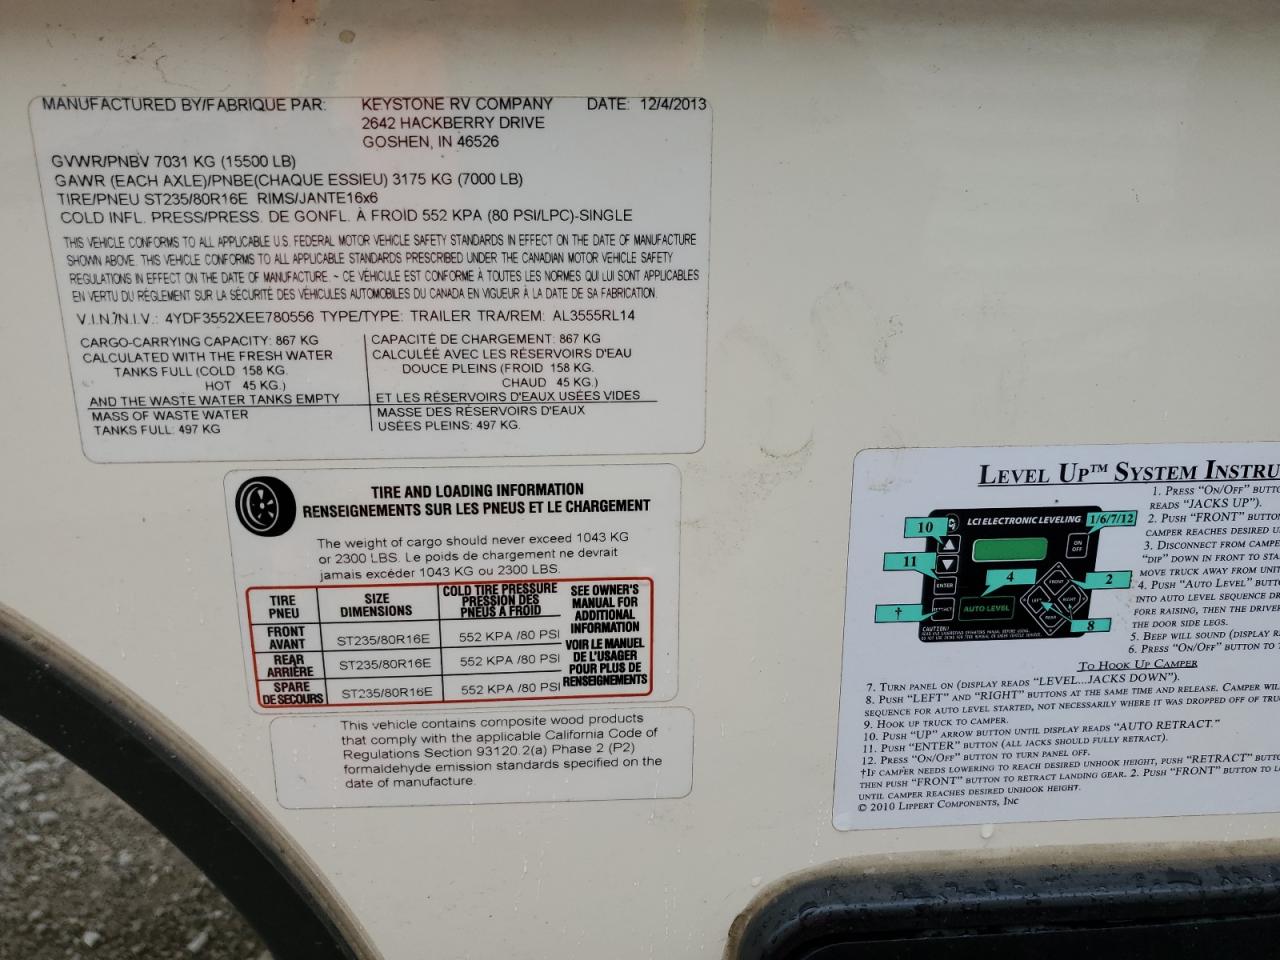 MANUFACTURED BY/FABRIQUE PAR: KEYSTONE RV COMPANY DATE: 12/4/2013
2642 HACKBERRY DRIVE
GOSHEN, IN 46526
GVWR/PNBV 7031 KG (15500 LB)
GAWR (EACH AXLE)/PNBE(CHAQUE ESSIEU) 3175 KG (7000 LB)
TIRE/PNEU ST235/80R16E RIMS/JANTE16x6
COLD INFL. PRESS/PRESS. DE GONFL. À FROID 552 KPA (80 PSI/LPC)-SINGLE
THIS VEHICLE CONFORMS TO ALL APPLICABLE U.S. FEDERAL MOTOR VEHICLE SAFETY STANDARDS IN EFFECT ON THE DATE OF MANUFACTURE
SHOWN ABOVE. THIS VEHICLE CONFORMS TO ALL APPLICABLE STANDARDS PRESCRIBED UNDER THE CANADIAN MOTOR VEHICLE SAFETY
REGULATIONS IN EFFECT ON THE DATE OF MANUFACTURE. ~ CE VÉHICULE EST CONFORME À TOUTES LES NORMES QUI LUI SONT APPLICABLES
EN VERTU DU RÈGLEMENT SUR LA SÉCURITÉ DES VÉHICULES AUTOMOBILES DU CANADA EN VIGUEUR À LA DATE DE SA FABRICATION.
V.I.N./N.I.V.: 4YDF3552XEE780556 TYPE/TYPE: TRAILER TRA/REM: AL3555RL14
CARGO-CARRYING CAPACITY: 867 KG
CALCULATED WITH THE FRESH WATER
TANKS FULL (COLD 158 KG.
HOT 45 KG.)
AND THE WASTE WATER TANKS EMPTY
MASS OF WASTE WATER
TANKS FULL: 497 KG
CAPACITÉ DE CHARGEMENT: 867 KG
CALCULÉE AVEC LES RÉSERVOIRS D'EAU
DOUCE PLEINS (FROID 158 KG.
CHAUD 45 KG.)
ET LES RÉSERVOIRS D'EAUX USÉES VIDES
MASSE DES RÉSERVOIRS D'EAUX
USÉES PLEINS: 497 KG.
TIRE AND LOADING INFORMATION
RENSEIGNEMENTS SUR LES PNEUS ET LE CHARGEMENT
The weight of cargo should never exceed 1043 KG
or 2300 LBS. Le poids de chargement ne devrait
jamais excéder 1043 KG ou 2300 LBS.
TIRE
PNEU
SIZE
DIMENSIONS
COLD TIRE PRESSURE
PRESSION DES
PNEUS A FROID
SEE OWNER'S
MANUAL FOR
ADDITIONAL
INFORMATION
VOIR LE MANUEL
DE L'USAGER
POUR PLUS DE
RENSEIGNEMENTS
FRONT
AVANT
ST235/80R16E 552 KPA /80 PSI
REAR
ARRIÈRE
ST235/80R16E 552 KPA /80 PSI
SPARE
DE SECOURS
ST235/80R16E 552 KPA /80 PSI
This vehicle contains composite wood products
that comply with the applicable California Code of
Regulations Section 93120.2(a) Phase 2 (P2)
formaldehyde emission standards specified on the
date of manufacture.
LEVEL UP™ SYSTEM INSTRU
1. PRESS "ON/OFF" BUTTO
READS "JACKS UP").
2. PUSH "FRONT" BUTTON
CAMPER REACHES DESIRED U
3. DISCONNECT FROM CAMPE
"DIP" DOWN IN FRONT TO STA
MOVE TRUCK AWAY FROM UNIT
4. PUSH "AUTO LEVEL" BUTT
INTO AUTO LEVEL SEQUENCE DR
FORE RAISING, THEN THE DRIVE
THE DOOR SIDE LEGS.
5. BEEP WILL SOUND (DISPLAY R
6. PRESS "ON/OFF" BUTTON TO
LCI ELECTRONIC LEVELING
10
1/6/7/12
ON
OFF
11
4
ENTER
FRONT
2
LEFT
RIGHT
†
AUTO LEVEL
REAR
8
CAUTION!
TO HOOK UP CAMPER
7. TURN PANEL ON (DISPLAY READS "LEVEL...JACKS DOWN").
8. PUSH "LEFT" AND "RIGHT" BUTTONS AT THE SAME TIME AND RELEASE. CAMPER WIL
SEQUENCE FOR AUTO LEVEL STARTED, NOT NECESSARILY WHERE IT WAS DROPPED OFF OF TRUC
9. HOOK UP TRUCK TO CAMPER.
10. PUSH "UP" ARROW BUTTON UNTIL DISPLAY READS "AUTO RETRACT."
11. PUSH "ENTER" BUTTON (ALL JACKS SHOULD FULLY RETRACT).
12. PRESS "ON/OFF" BUTTON TO TURN PANEL OFF.
†IF CAMPER NEEDS LOWERING TO REACH DESIRED UNHOOK HEIGHT, PUSH "RETRACT" BUTTO
THEN PUSH "FRONT" BUTTON TO RETRACT LANDING GEAR. 2. PUSH "FRONT" BUTTON TO L
UNTIL CAMPER REACHES DESIRED UNHOOK HEIGHT.
© 2010 LIPPERT COMPONENTS, INC